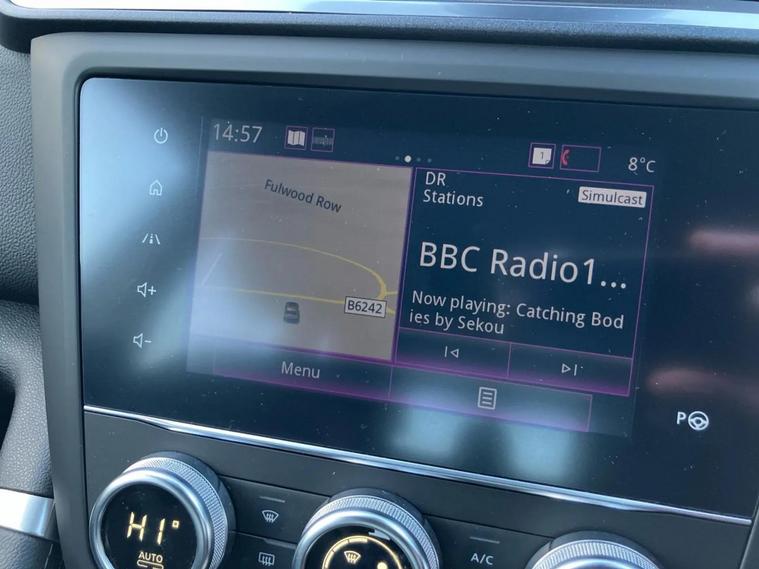 14:57
1
8°C
Fulwood Row
B6242
DR
Stations
Simulcast
BBC Radio1...
Now playing: Catching Bod
ies by Sekou
Menu
P
HI°
AUTO
A/C